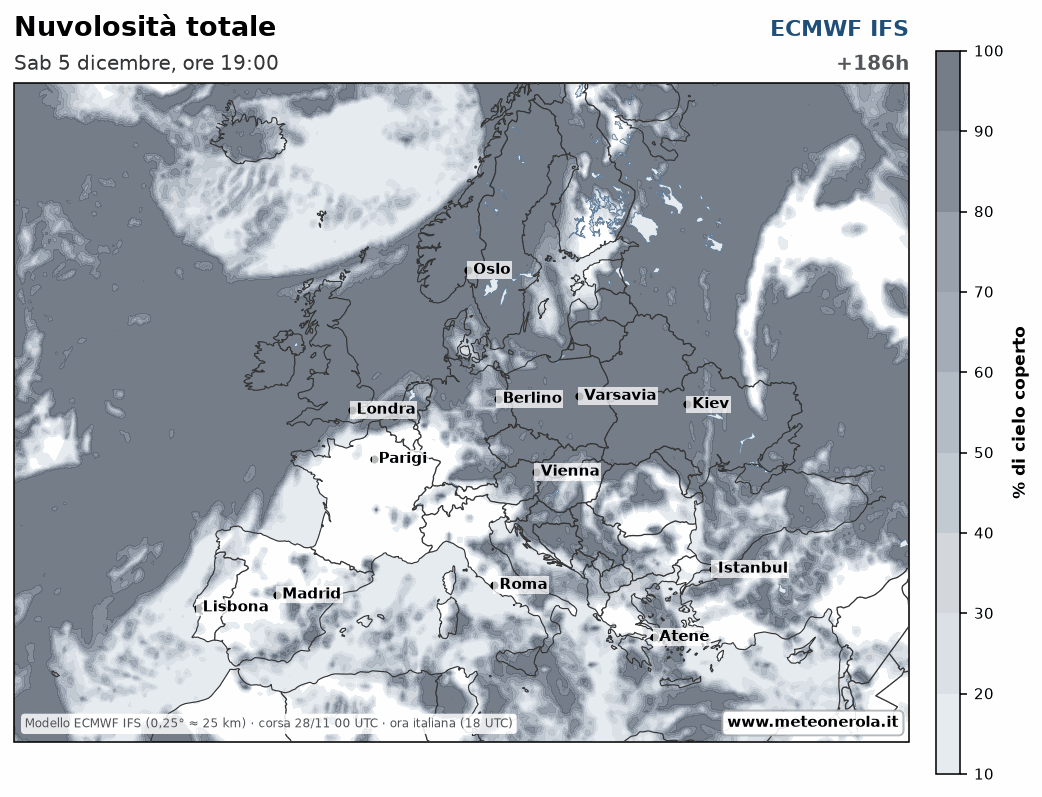 Nuvolosità totale
ECMWF IFS
Sab 5 dicembre, ore 19:00
+186h
100
90
80
70
60
50
40
30
20
10
% di cielo coperto
Oslo
Berlino
Varsavia
Kiev
Londra
Parigi
Vienna
Istanbul
Roma
Madrid
Lisbona
Atene
Modello ECMWF IFS (0,25° ≈ 25 km) · corsa 28/11 00 UTC · ora italiana (18 UTC)
www.meteonerola.it